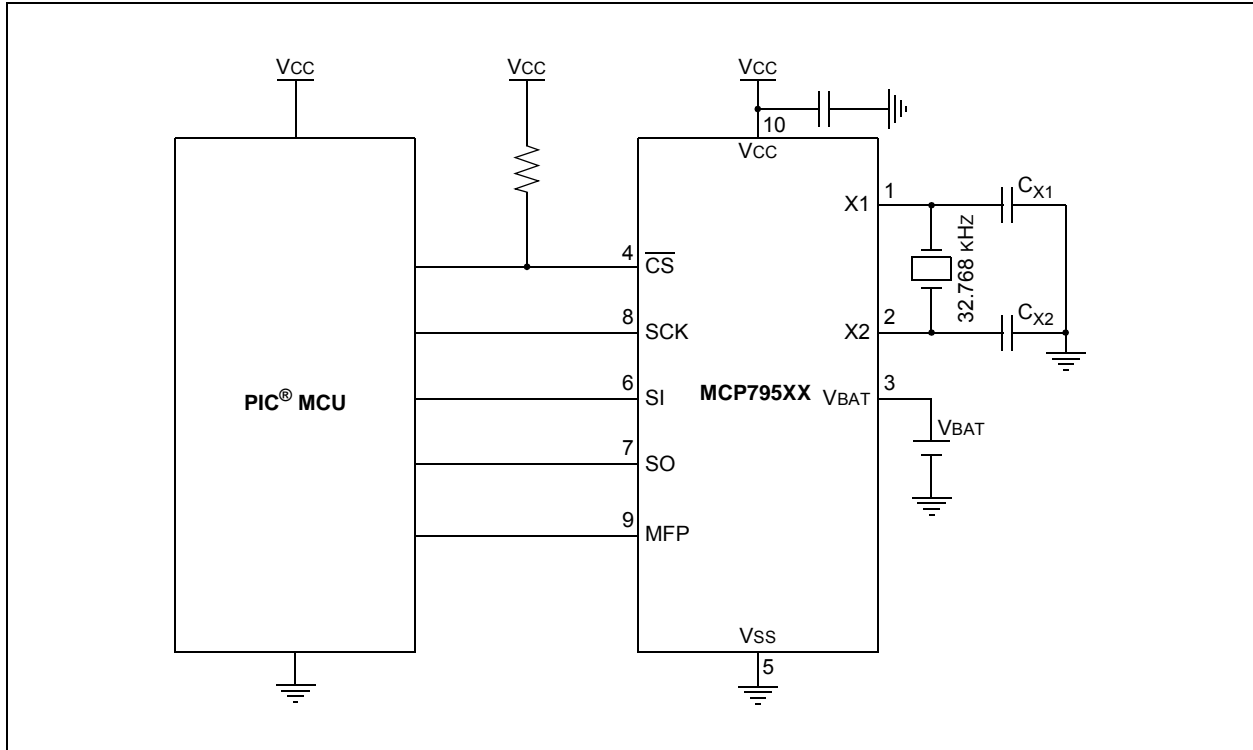 VCC
VCC
VCC
10
VCC
X1
1
CX1
4
CS
32.768 KHZ
8
SCK
X2
2
CX2
PIC® MCU
6
SI
MCP795XX
VBAT
3
VBAT
7
SO
9
MFP
VSS
5